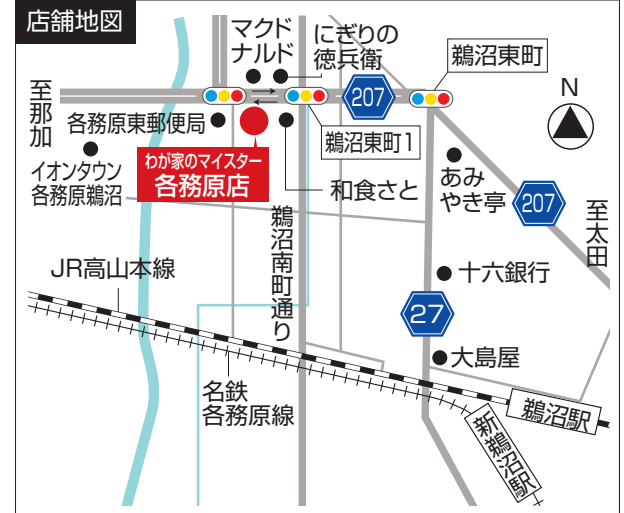 店舗地図
マクド
ナルド
にぎりの
徳兵衛
鵜沼東町
至那加
207
N
各務原東郵便局
鵜沼東町1
イオンタウン
各務原鵜沼
わが家のマイスター
各務原店
和食さと
あみ
やき亭
207
至太田
鵜沼南町通り
JR高山本線
十六銀行
27
大島屋
名鉄
各務原線
鵜沼駅
新鵜沼駅